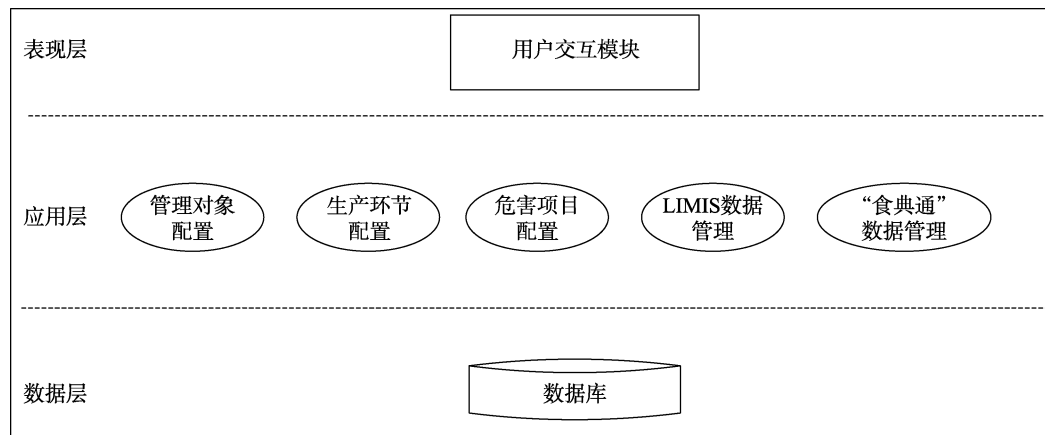 表现层
用户交互模块
应用层
管理对象
配置
生产环节
配置
危害项目
配置
LIMIS数据
管理
“食典通”
数据管理
数据层
数据库